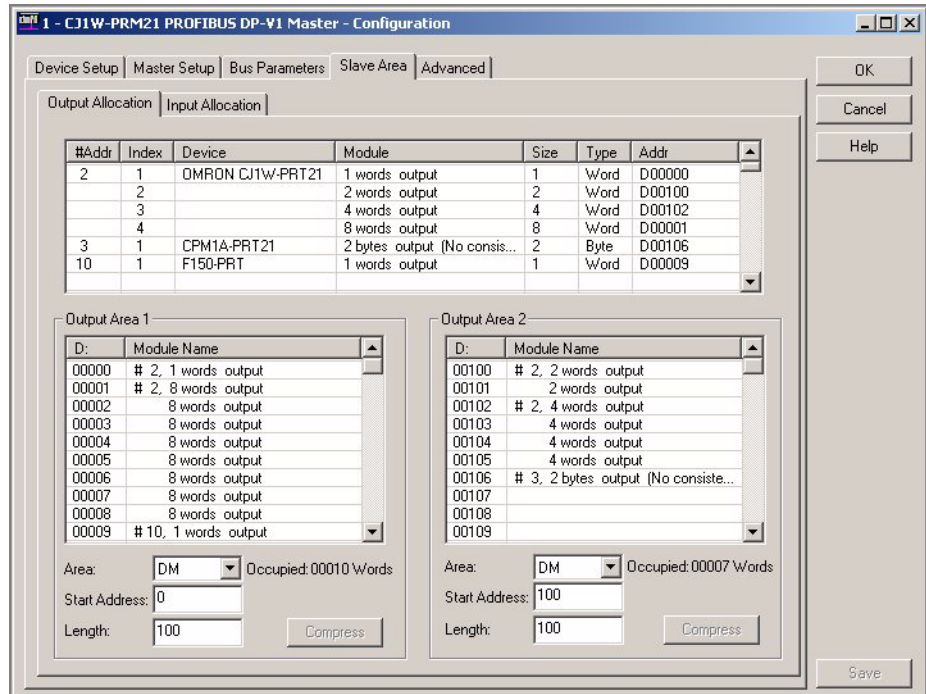 1 - CJ1W-PRM21 PROFIBUS DP-V1 Master - Configuration
Device Setup Master Setup Bus Parameters Slave Area Advanced
OK
Output Allocation Input Allocation
Cancel
Help
#Addr Index Device Module Size Type Addr
2 1 OMRON CJ1W-PRT21 1 words output 1 Word D00000
2 2 words output 2 Word D00100
3 4 words output 4 Word D00102
4 8 words output 8 Word D00001
3 1 CPM1A-PRT21 2 bytes output (No consis... 2 Byte D00106
10 1 F150-PRT 1 words output 1 Word D00009
Output Area 1
D: Module Name
00000 # 2, 1 words output
00001 # 2, 8 words output
00002 8 words output
00003 8 words output
00004 8 words output
00005 8 words output
00006 8 words output
00007 8 words output
00008 8 words output
00009 #10, 1 words output
Area: DM Occupied:00010 Words
Start Address: 0
Length: 100 Compress
Output Area 2
D: Module Name
00100 # 2, 2 words output
00101 2 words output
00102 # 2, 4 words output
00103 4 words output
00104 4 words output
00105 4 words output
00106 # 3, 2 bytes output (No consiste...
00107
00108
00109
Area: DM Occupied:00007 Words
Start Address: 100
Length: 100 Compress
Save